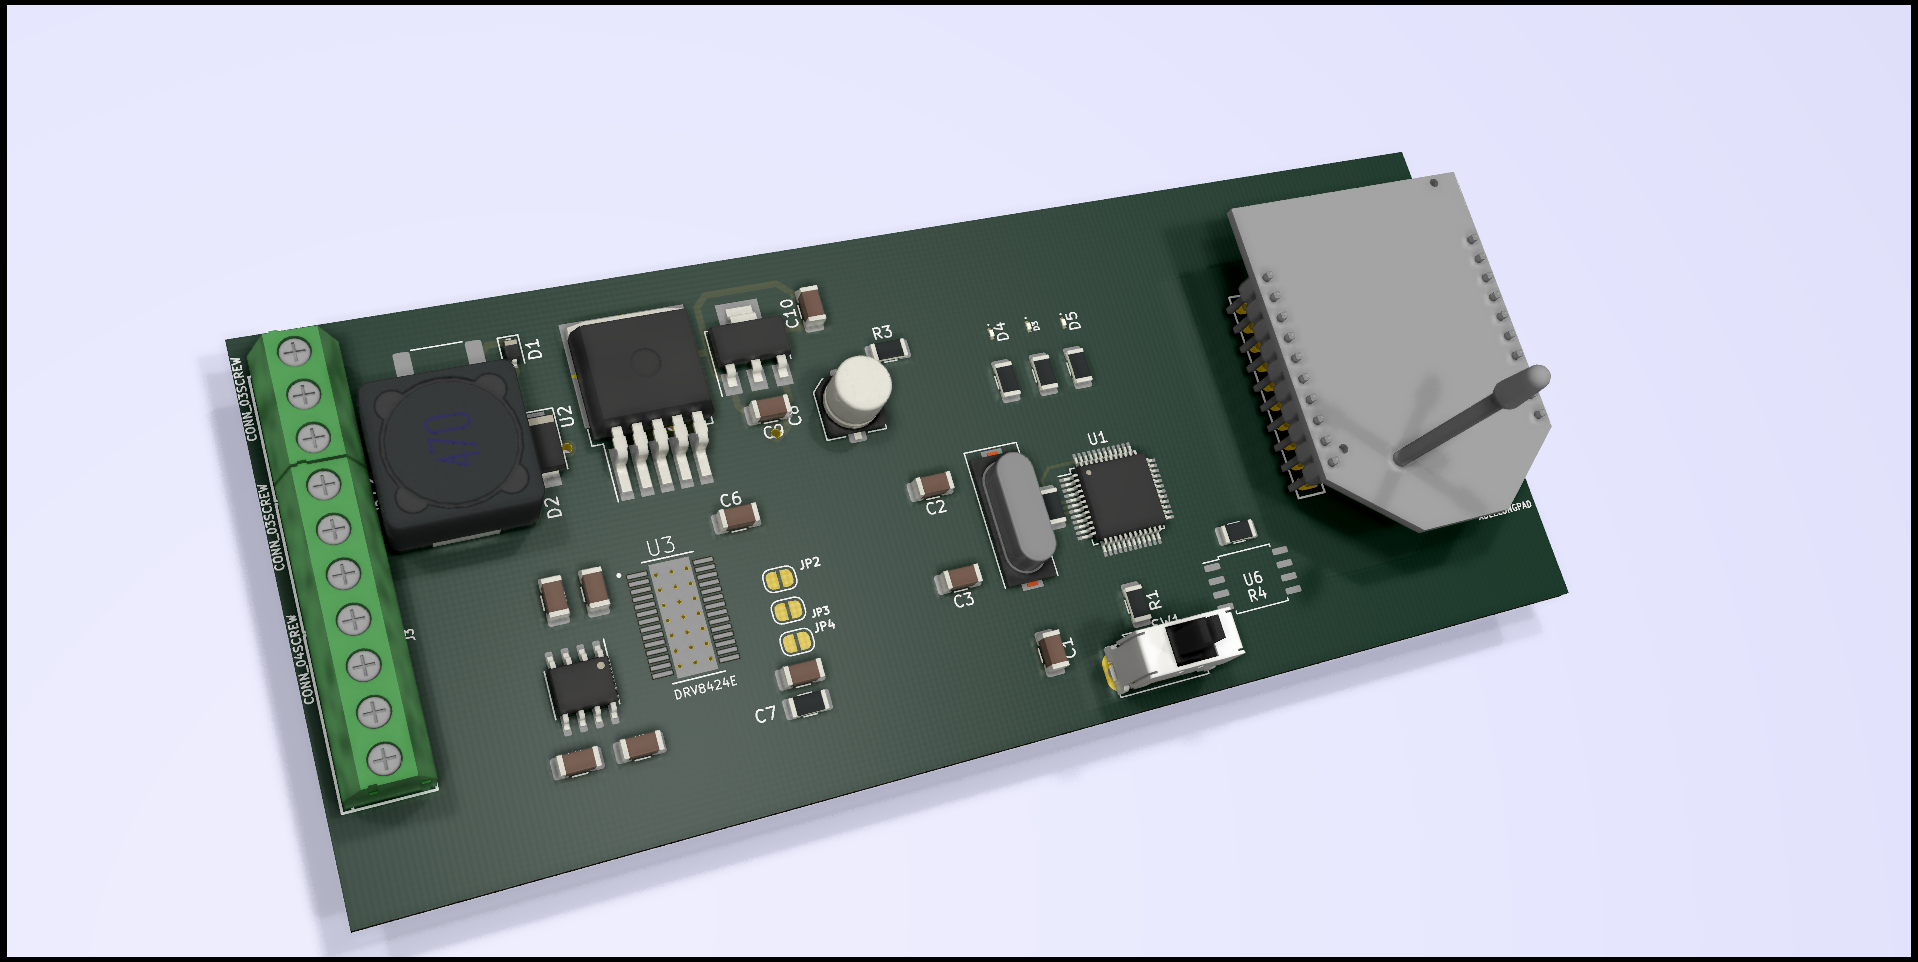 CONN_03SCREW
CONN_03SCREW
CONN_04SCREW
J3
D1
U2
D2
C10
C8
R3
D4
D3
D5
C6
U3
DRV8424E
JP2
JP3
JP4
C7
C2
C3
U1
C1
R1
U6
R4